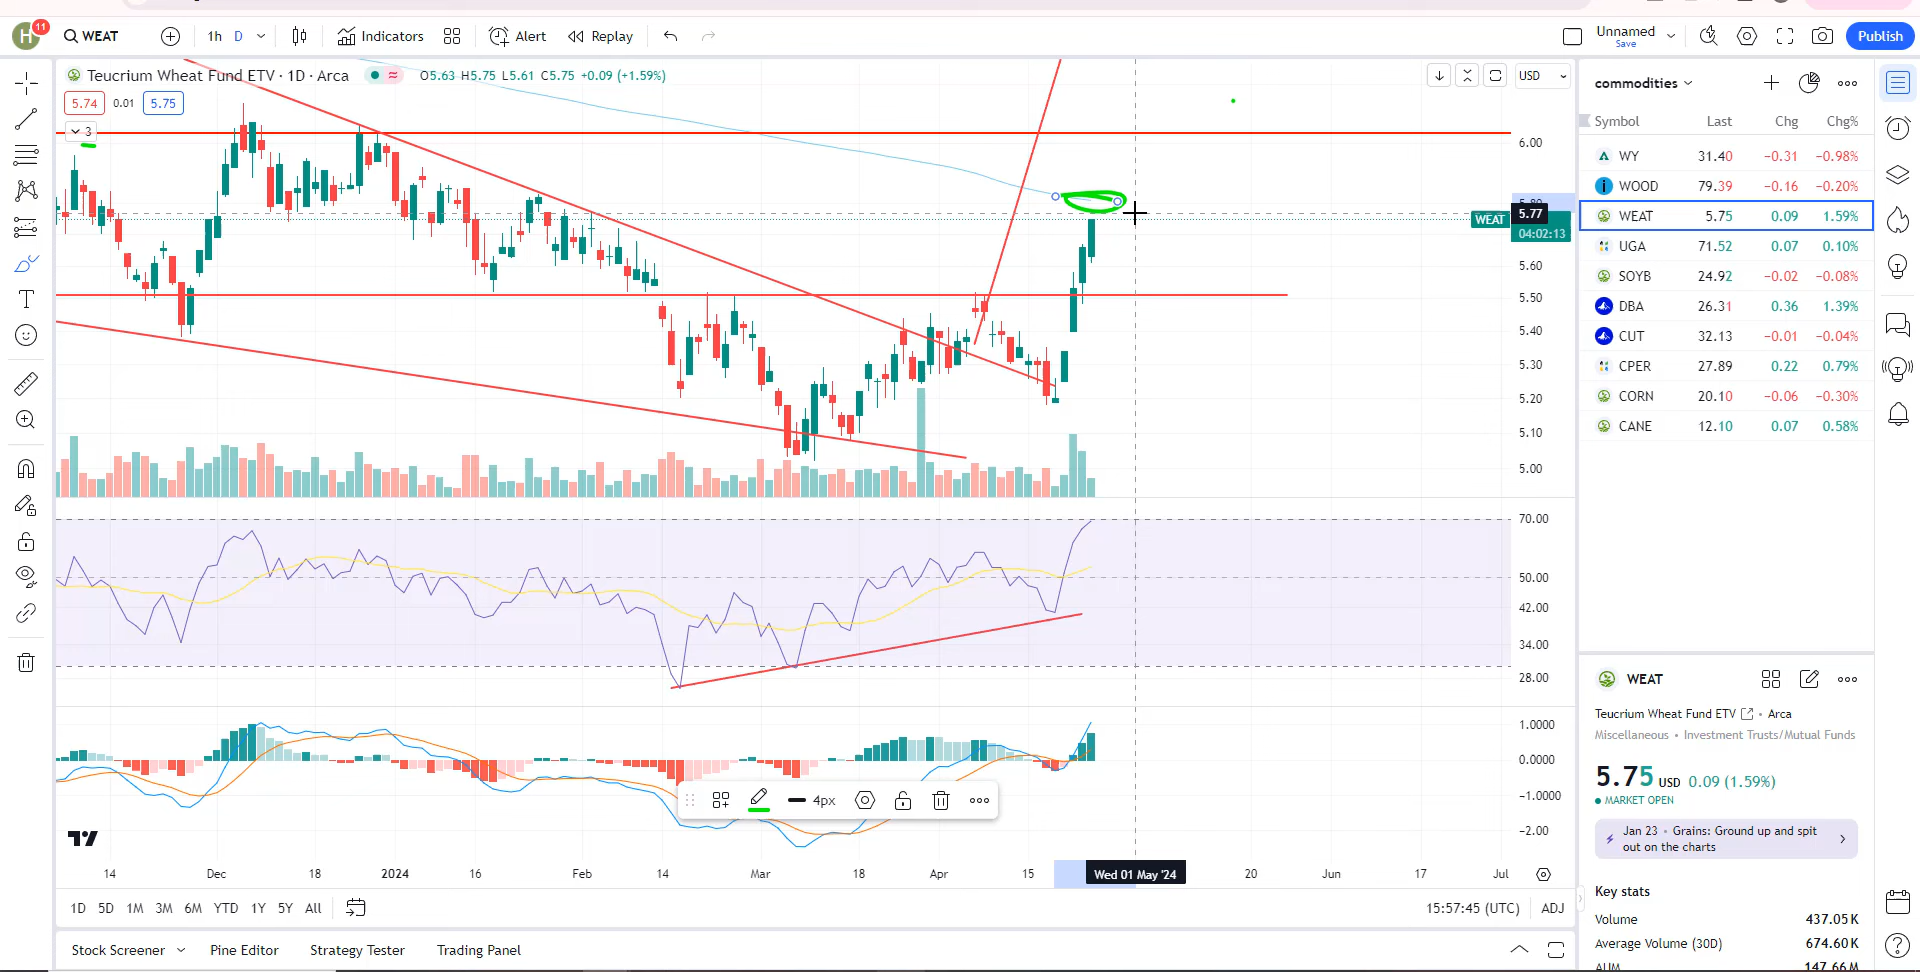 H 11 WEAT 1h D Indicators Alert Replay Unnamed Save Publish
Teucrium Wheat Fund ETV · 1D · Arca O5.63 H5.75 L5.61 C5.75 +0.09 (+1.59%) USD
5.74 0.01 5.75
3
6.00
5.77
WEAT
04:02:13
5.60
5.50
5.40
5.30
5.20
5.10
5.00
70.00
50.00
42.00
34.00
28.00
1.0000
0.0000
−1.0000
−2.00
4px
14 Dec 18 2024 16 Feb 14 Mar 18 Apr 15 Wed 01 May '24 20 Jun 17 Jul
1D 5D 1M 3M 6M YTD 1Y 5Y All 15:57:45 (UTC) ADJ
Stock Screener Pine Editor Strategy Tester Trading Panel
commodities
Symbol Last Chg Chg%
WY 31.40 −0.31 −0.98%
WOOD 79.39 −0.16 −0.20%
WEAT 5.75 0.09 1.59%
UGA 71.52 0.07 0.10%
SOYB 24.92 −0.02 −0.08%
DBA 26.31 0.36 1.39%
CUT 32.13 −0.01 −0.04%
CPER 27.89 0.22 0.79%
CORN 20.10 −0.06 −0.30%
CANE 12.10 0.07 0.58%
WEAT
Teucrium Wheat Fund ETV • Arca
Miscellaneous • Investment Trusts/Mutual Funds
5.75 USD 0.09 (1.59%)
MARKET OPEN
Jan 23 • Grains: Ground up and spit
out on the charts
Key stats
Volume 437.05K
Average Volume (30D) 674.60K
AUM 147.66M